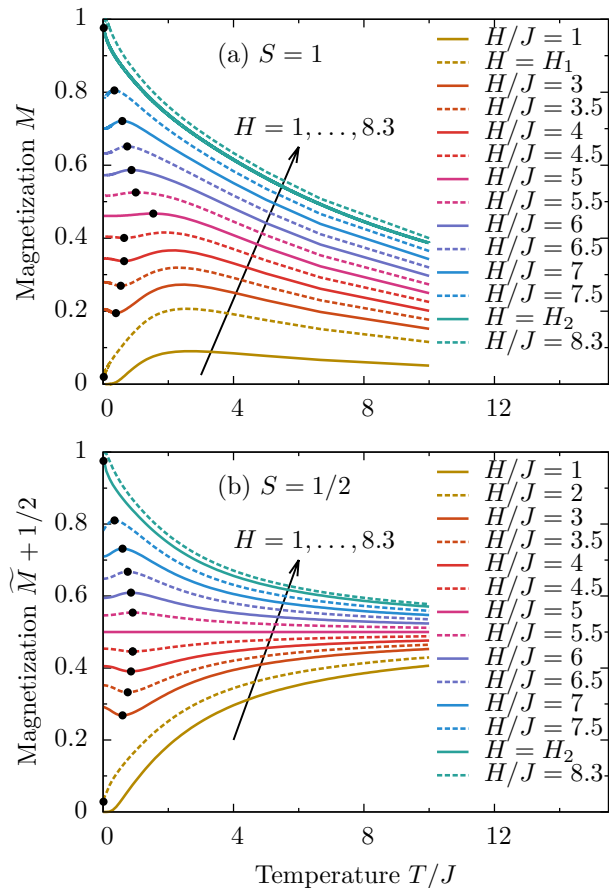 1
0.8
0.6
0.4
0.2
0
Magnetization M
(a) S = 1
H = 1, . . . , 8.3
H/J = 1
H = H₁
H/J = 3
H/J = 3.5
H/J = 4
H/J = 4.5
H/J = 5
H/J = 5.5
H/J = 6
H/J = 6.5
H/J = 7
H/J = 7.5
H = H₂
H/J = 8.3
0 4 8 12
1
0.8
0.6
0.4
0.2
0
Magnetization M̃ + 1/2
(b) S = 1/2
H = 1, . . . , 8.3
H/J = 1
H/J = 2
H/J = 3
H/J = 3.5
H/J = 4
H/J = 4.5
H/J = 5
H/J = 5.5
H/J = 6
H/J = 6.5
H/J = 7
H/J = 7.5
H = H₂
H/J = 8.3
0 4 8 12
Temperature T/J